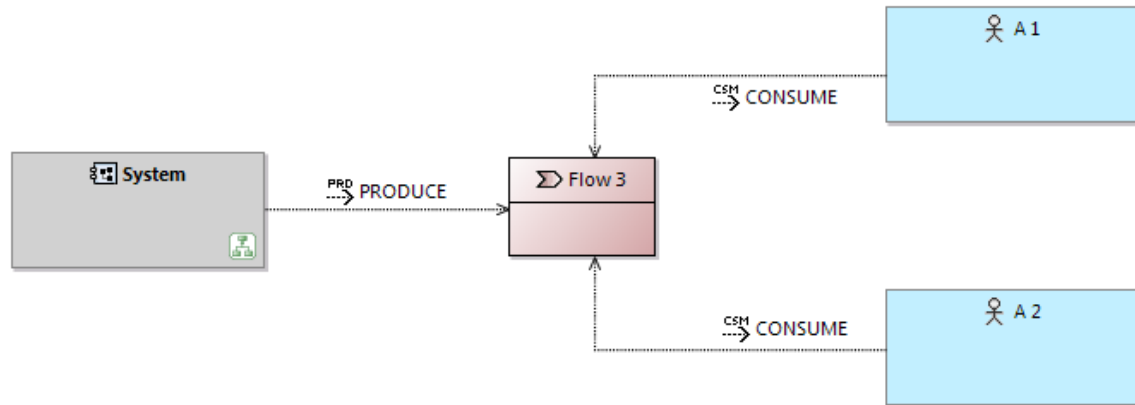 A 1
CSM CONSUME
System
PRD PRODUCE
Flow 3
CSM CONSUME
A 2